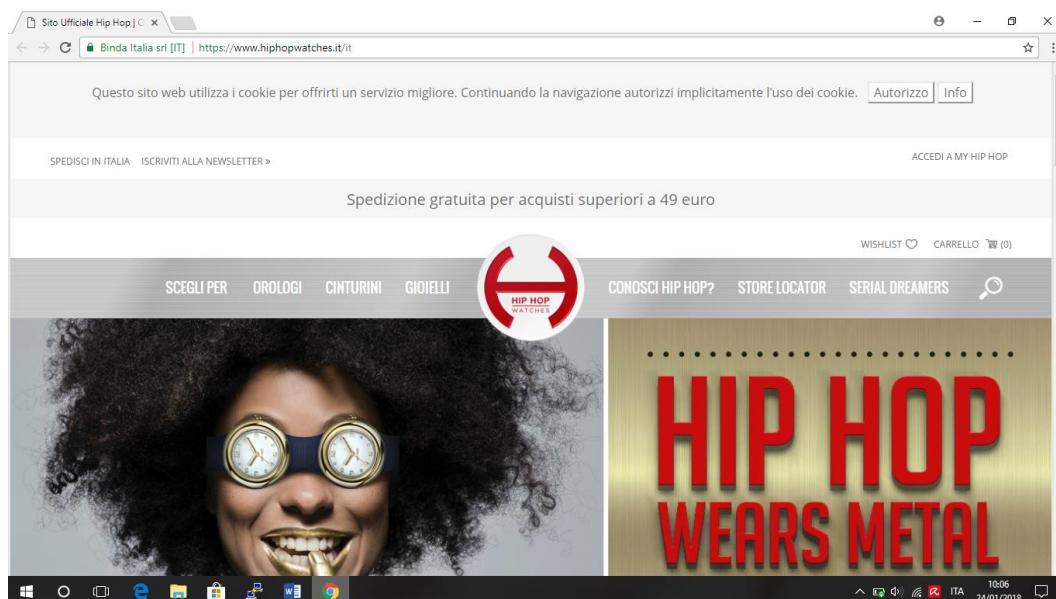 Sito Ufficiale Hip Hop | O
Binda Italia srl [IT] | https://www.hiphopwatches.it/it
Questo sito web utilizza i cookie per offrirti un servizio migliore. Continuando la navigazione autorizzi implicitamente l'uso dei cookie. Autorizzo Info
SPEDISCI IN ITALIA ISCRIVITI ALLA NEWSLETTER » ACCEDI A MY HIP HOP
Spedizione gratuita per acquisti superiori a 49 euro
WISHLIST CARRELLO (0)
SCEGLI PER OROLOGI CINTURINI GIOIELLI CONOSCI HIP HOP? STORE LOCATOR SERIAL DREAMERS
HIP HOP
WATCHES
HIP HOP
WEARS METAL
ITA 10:06
24/01/2018